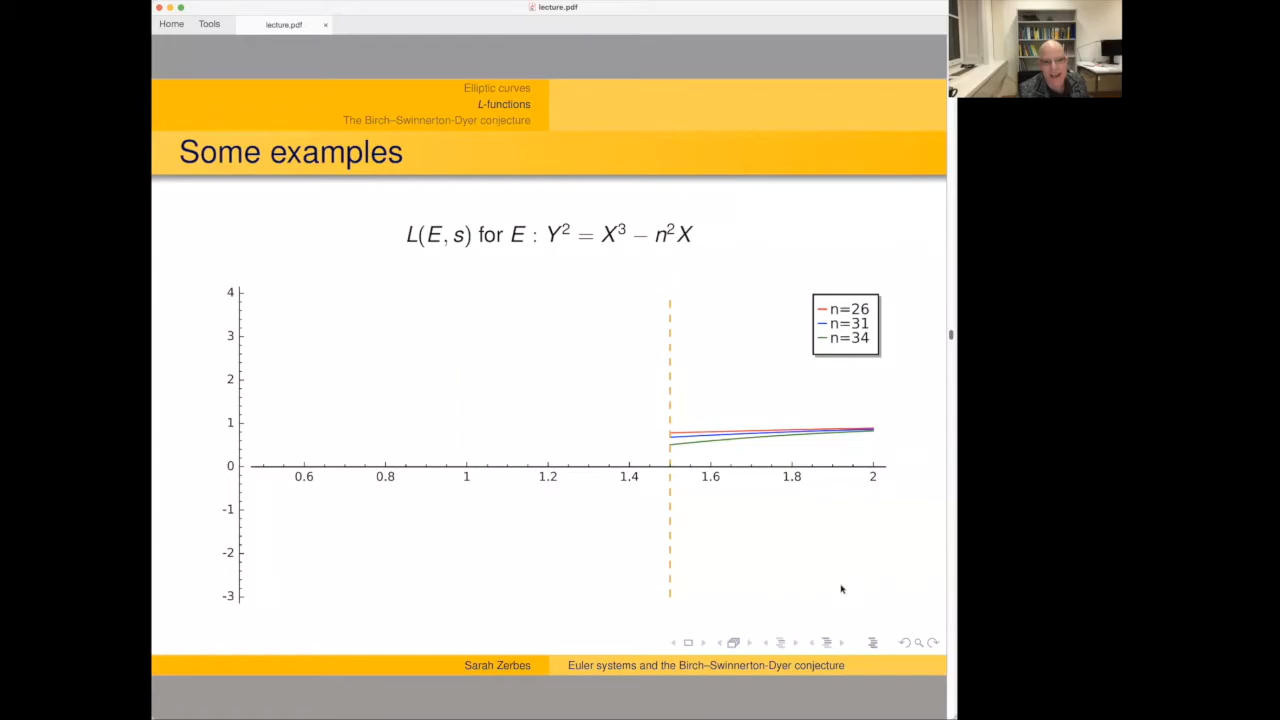 lecture.pdf
Home Tools lecture.pdf ×
Elliptic curves
L-functions
The Birch–Swinnerton-Dyer conjecture
Some examples
L(E, s) for E : Y² = X³ − n²X
4
3
2
1
0
-1
-2
-3
0.6 0.8 1 1.2 1.4 1.6 1.8 2
n=26
n=31
n=34
Sarah Zerbes Euler systems and the Birch–Swinnerton-Dyer conjecture